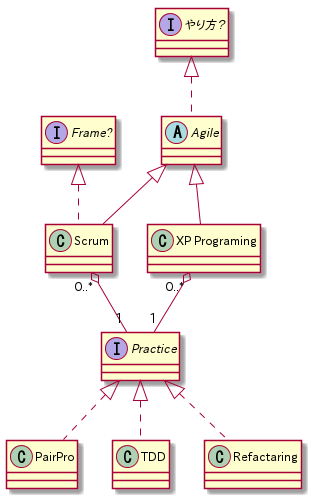 I やり方?
I Frame?
A Agile
C Scrum
C XP Programing
0..*
0..*
1
1
I Practice
C PairPro
C TDD
C Refactaring